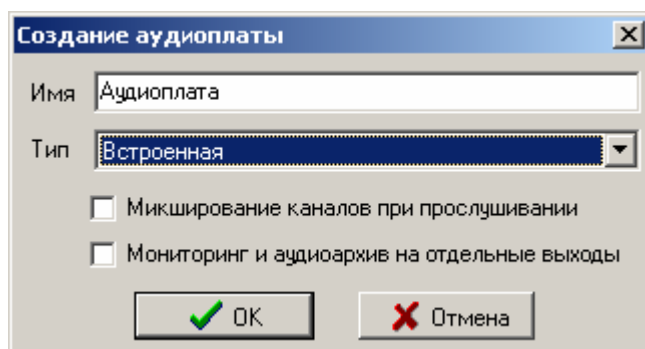 Создание аудиоплаты
Имя Аудиоплата
Тип Встроенная
Микширование каналов при прослушивании
Мониторинг и аудиоархив на отдельные выходы
OK Отмена